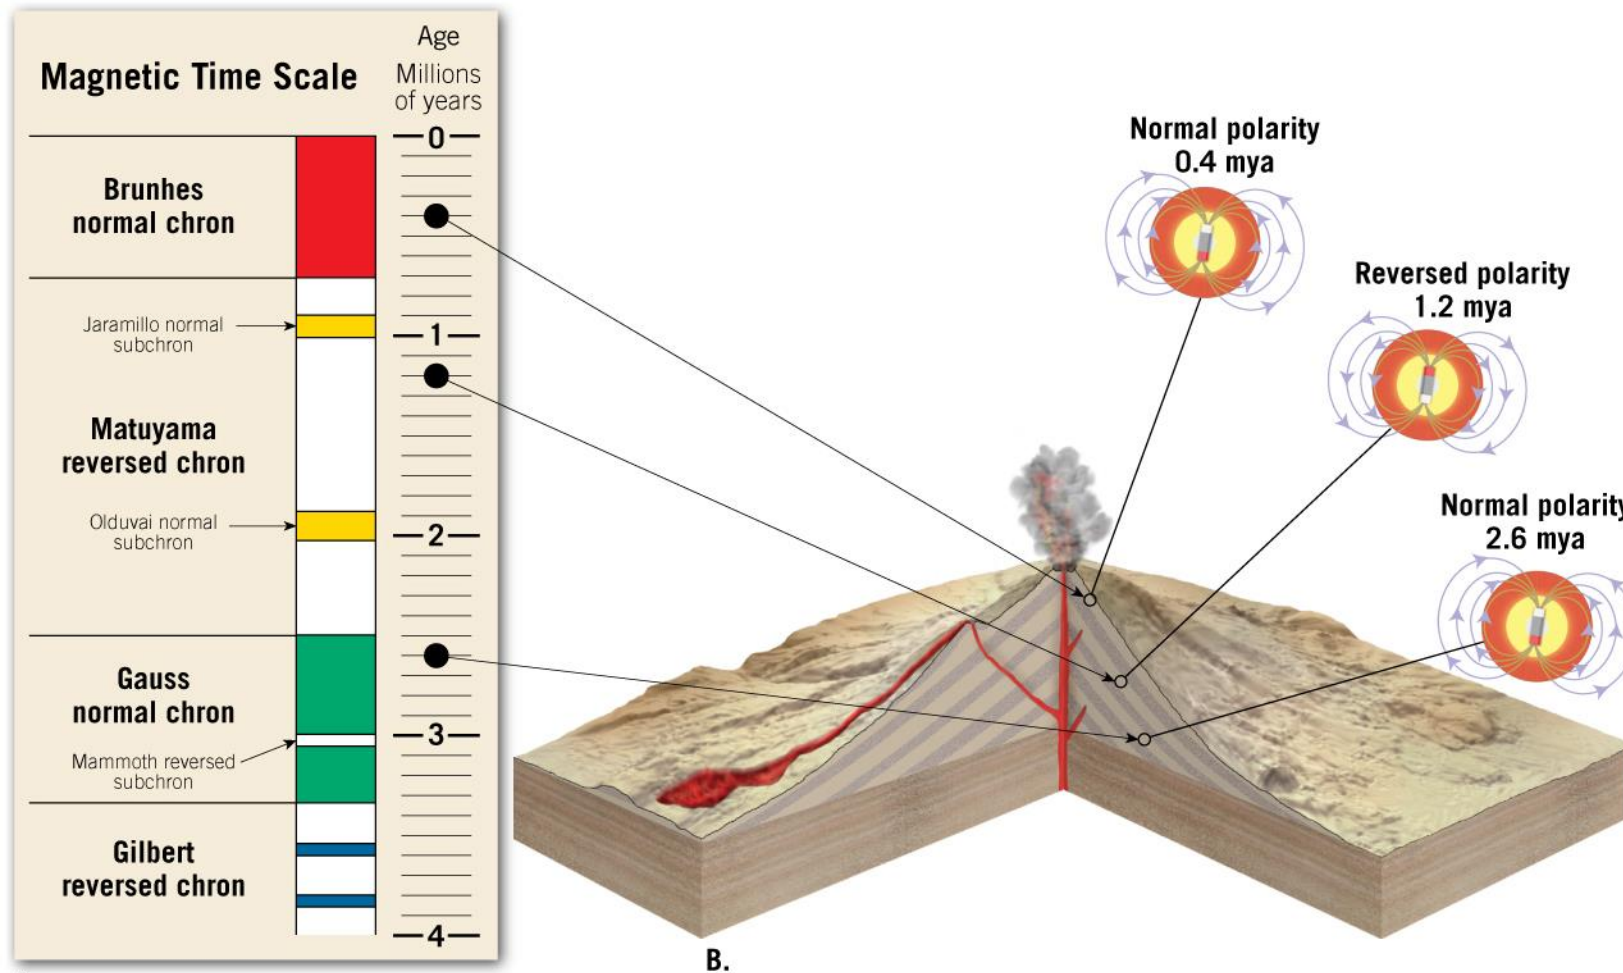 Magnetic Time Scale
Age
Millions
of years
0
Brunhes
normal chron
Jaramillo normal
subchron
1
Matuyama
reversed chron
Olduvai normal
subchron
2
Gauss
normal chron
3
Mammoth reversed
subchron
Gilbert
reversed chron
4
Normal polarity
0.4 mya
Reversed polarity
1.2 mya
Normal polarity
2.6 mya
B.